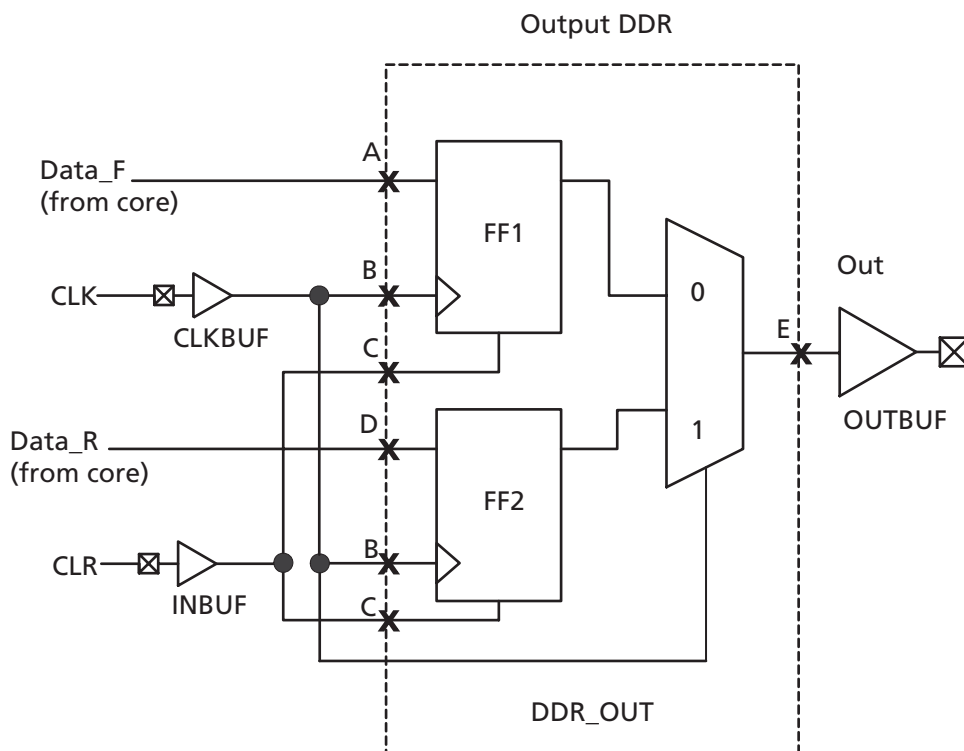 Output DDR
A
Data_F
(from core)
FF1
B
CLK
CLKBUF
0
Out
C
E
D
Data_R
(from core)
1
OUTBUF
FF2
B
CLR
INBUF
C
DDR_OUT